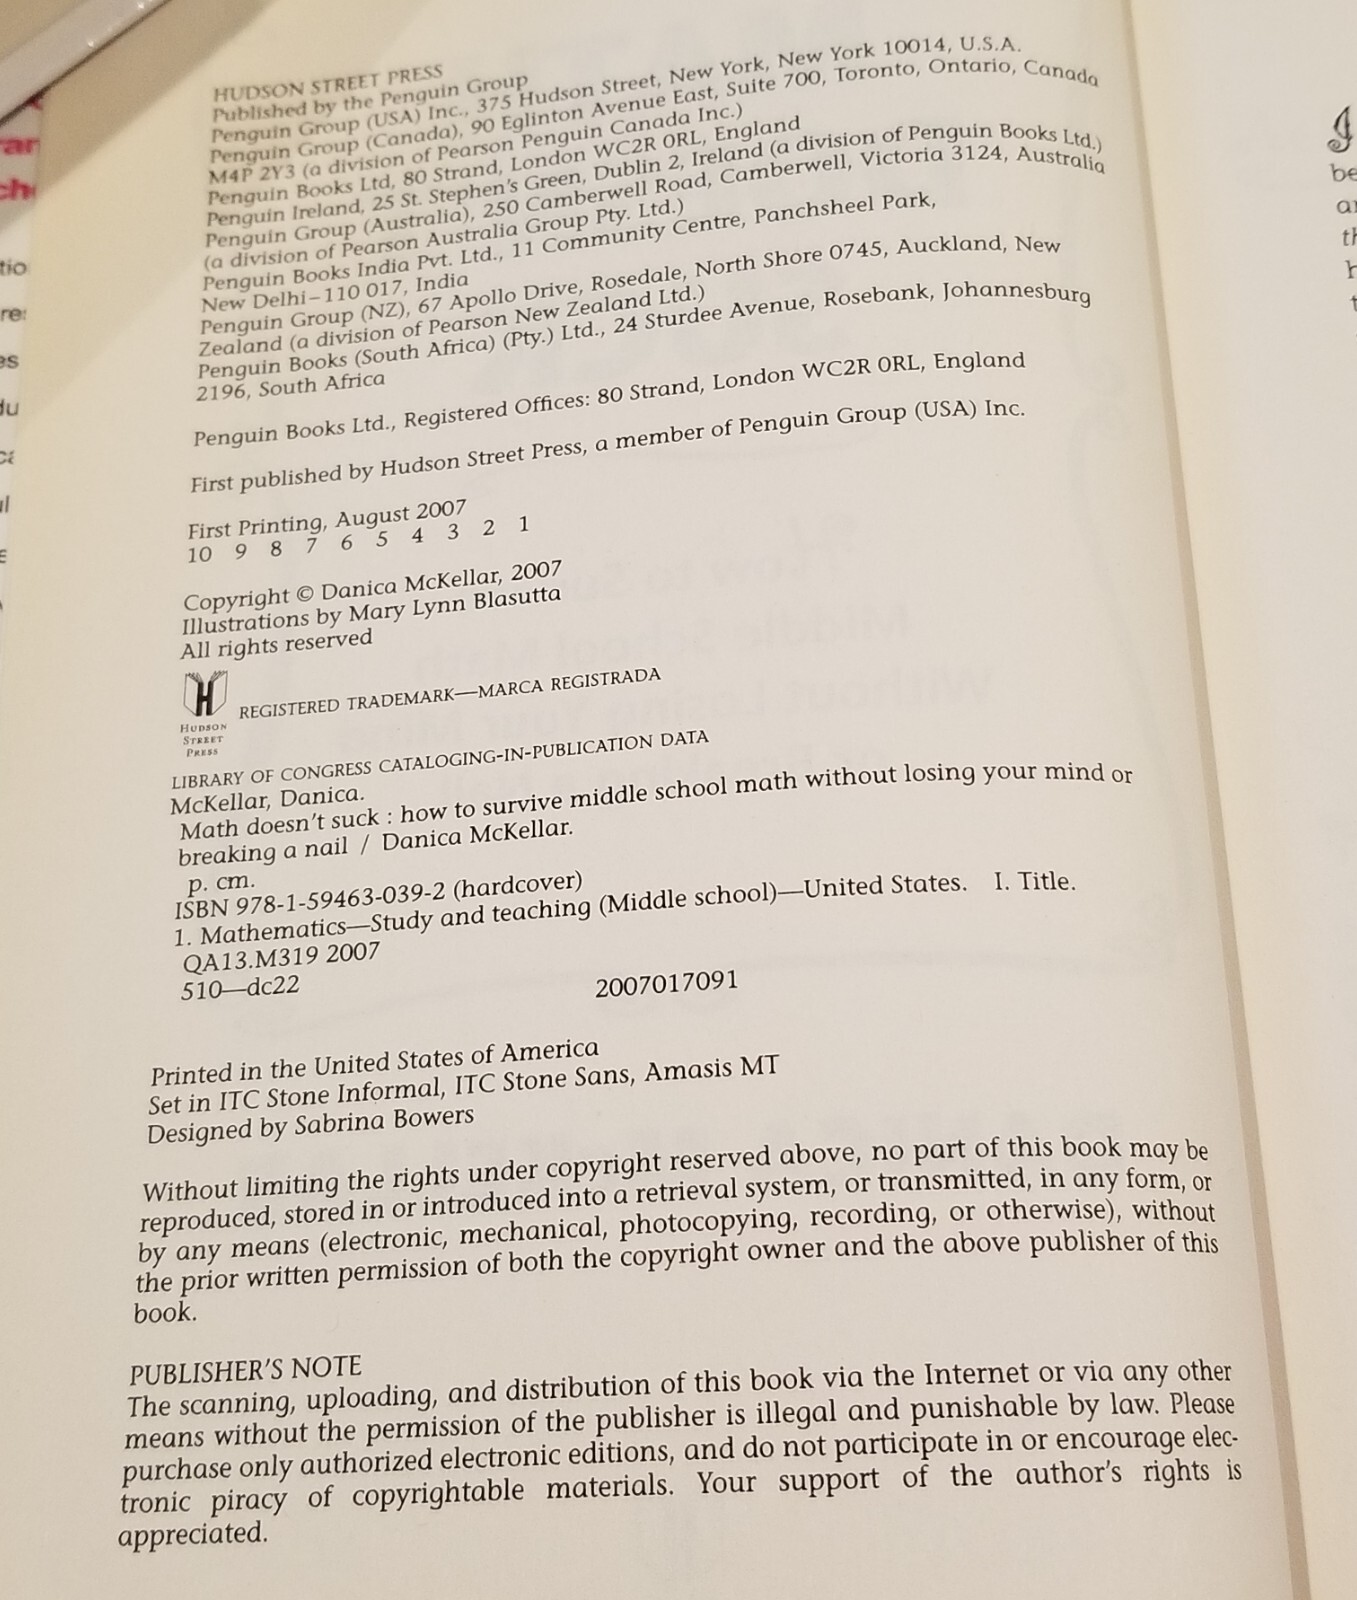 HUDSON STREET PRESS
Published by the Penguin Group
Penguin Group (USA) Inc., 375 Hudson Street, New York, New York 10014, U.S.A.
Penguin Group (Canada), 90 Eglinton Avenue East, Suite 700, Toronto, Ontario, Canada
M4P 2Y3 (a division of Pearson Penguin Canada Inc.)
Penguin Books Ltd, 80 Strand, London WC2R 0RL, England
Penguin Ireland, 25 St. Stephen's Green, Dublin 2, Ireland (a division of Penguin Books Ltd.)
Penguin Group (Australia), 250 Camberwell Road, Camberwell, Victoria 3124, Australia
(a division of Pearson Australia Group Pty. Ltd.)
Penguin Books India Pvt. Ltd., 11 Community Centre, Panchsheel Park,
New Delhi–110 017, India
Penguin Group (NZ), 67 Apollo Drive, Rosedale, North Shore 0745, Auckland, New
Zealand (a division of Pearson New Zealand Ltd.)
Penguin Books (South Africa) (Pty.) Ltd., 24 Sturdee Avenue, Rosebank, Johannesburg
2196, South Africa
Penguin Books Ltd., Registered Offices: 80 Strand, London WC2R 0RL, England
First published by Hudson Street Press, a member of Penguin Group (USA) Inc.
First Printing, August 2007
10 9 8 7 6 5 4 3 2 1
Copyright © Danica McKellar, 2007
Illustrations by Mary Lynn Blasutta
All rights reserved
H
HUDSON
STREET
PRESS
REGISTERED TRADEMARK—MARCA REGISTRADA
LIBRARY OF CONGRESS CATALOGING-IN-PUBLICATION DATA
McKellar, Danica.
Math doesn't suck : how to survive middle school math without losing your mind or
breaking a nail / Danica McKellar.
p. cm.
ISBN 978-1-59463-039-2 (hardcover)
1. Mathematics—Study and teaching (Middle school)—United States. I. Title.
QA13.M319 2007
510—dc22 2007017091
Printed in the United States of America
Set in ITC Stone Informal, ITC Stone Sans, Amasis MT
Designed by Sabrina Bowers
Without limiting the rights under copyright reserved above, no part of this book may be
reproduced, stored in or introduced into a retrieval system, or transmitted, in any form, or
by any means (electronic, mechanical, photocopying, recording, or otherwise), without
the prior written permission of both the copyright owner and the above publisher of this
book.
PUBLISHER'S NOTE
The scanning, uploading, and distribution of this book via the Internet or via any other
means without the permission of the publisher is illegal and punishable by law. Please
purchase only authorized electronic editions, and do not participate in or encourage elec-
tronic piracy of copyrightable materials. Your support of the author's rights is
appreciated.